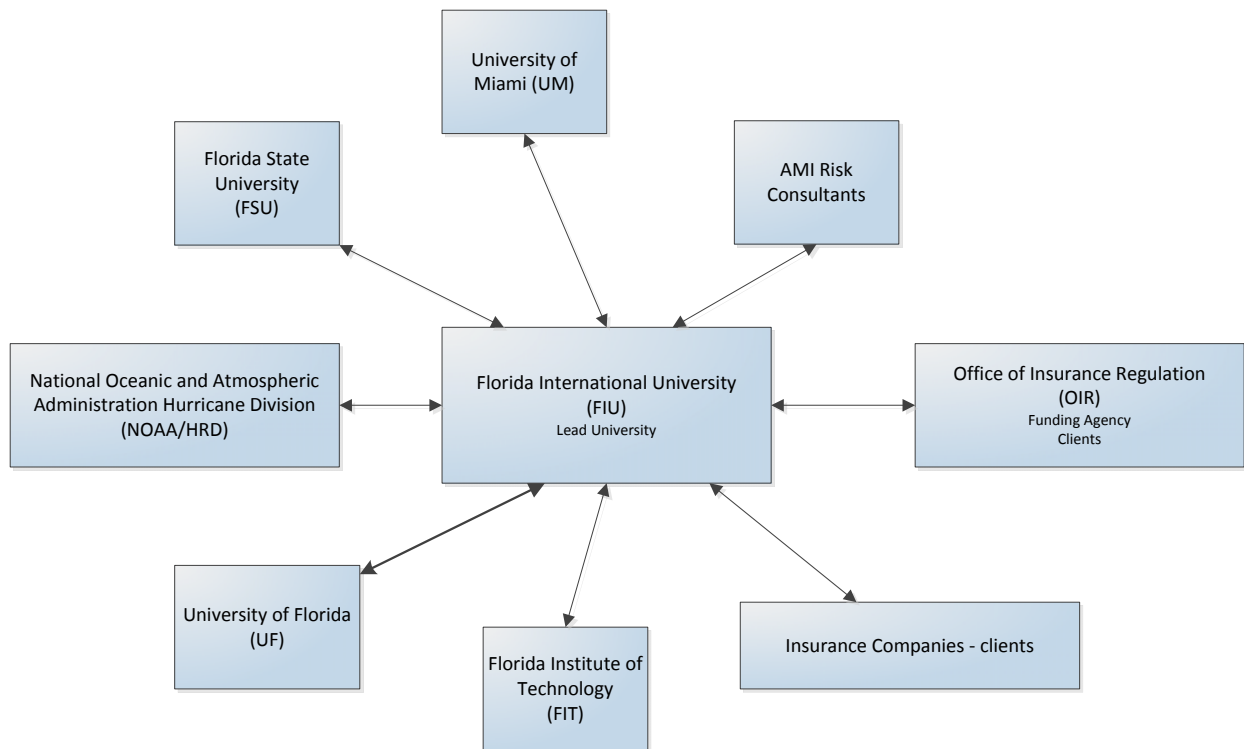 University of
Miami (UM)
Florida State
University
(FSU)
AMI Risk
Consultants
National Oceanic and Atmospheric
Administration Hurricane Division
(NOAA/HRD)
Florida International University
(FIU)
Lead University
Office of Insurance Regulation
(OIR)
Funding Agency
Clients
University of Florida
(UF)
Florida Institute of
Technology
(FIT)
Insurance Companies - clients